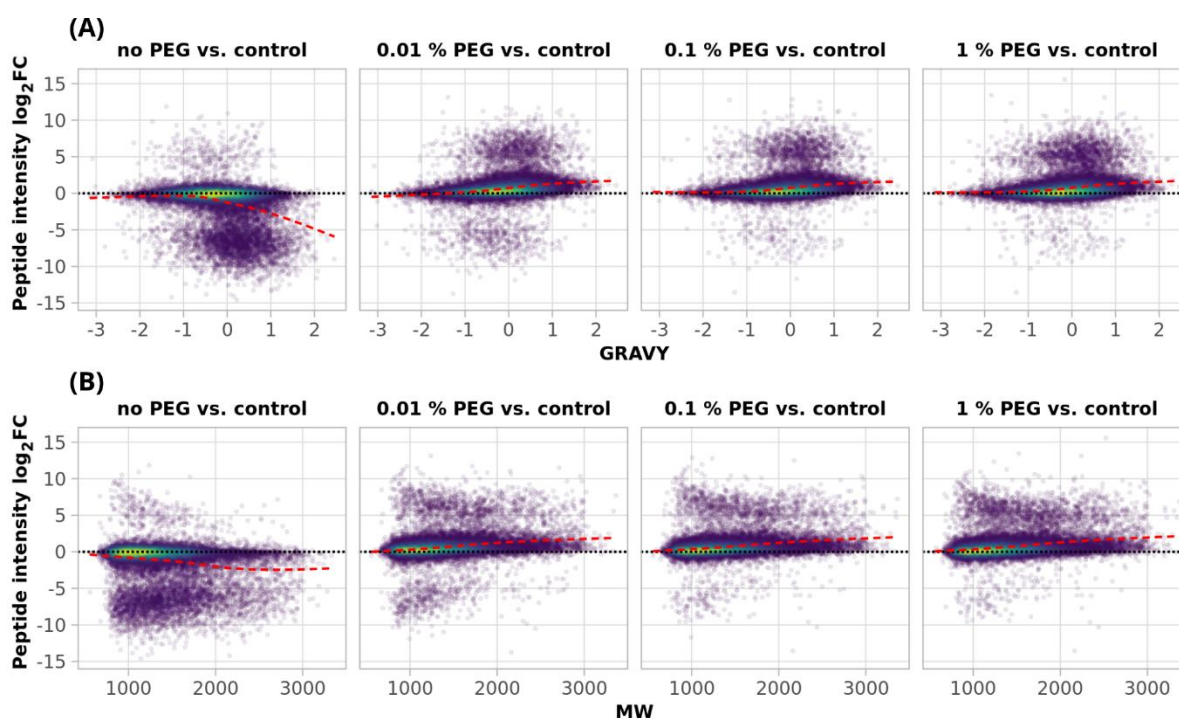 (A)
no PEG vs. control 0.01 % PEG vs. control 0.1 % PEG vs. control 1 % PEG vs. control
Peptide intensity log₂FC
15
10
5
0
-5
-10
-15
-3 -2 -1 0 1 2 -3 -2 -1 0 1 2 -3 -2 -1 0 1 2 -3 -2 -1 0 1 2
GRAVY
(B)
no PEG vs. control 0.01 % PEG vs. control 0.1 % PEG vs. control 1 % PEG vs. control
Peptide intensity log₂FC
15
10
5
0
-5
-10
-15
1000 2000 3000 1000 2000 3000 1000 2000 3000 1000 2000 3000
MW